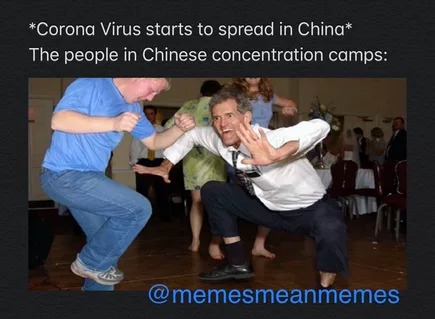 *Corona Virus starts to spread in China*
The people in Chinese concentration camps:
@memesmeanmemes